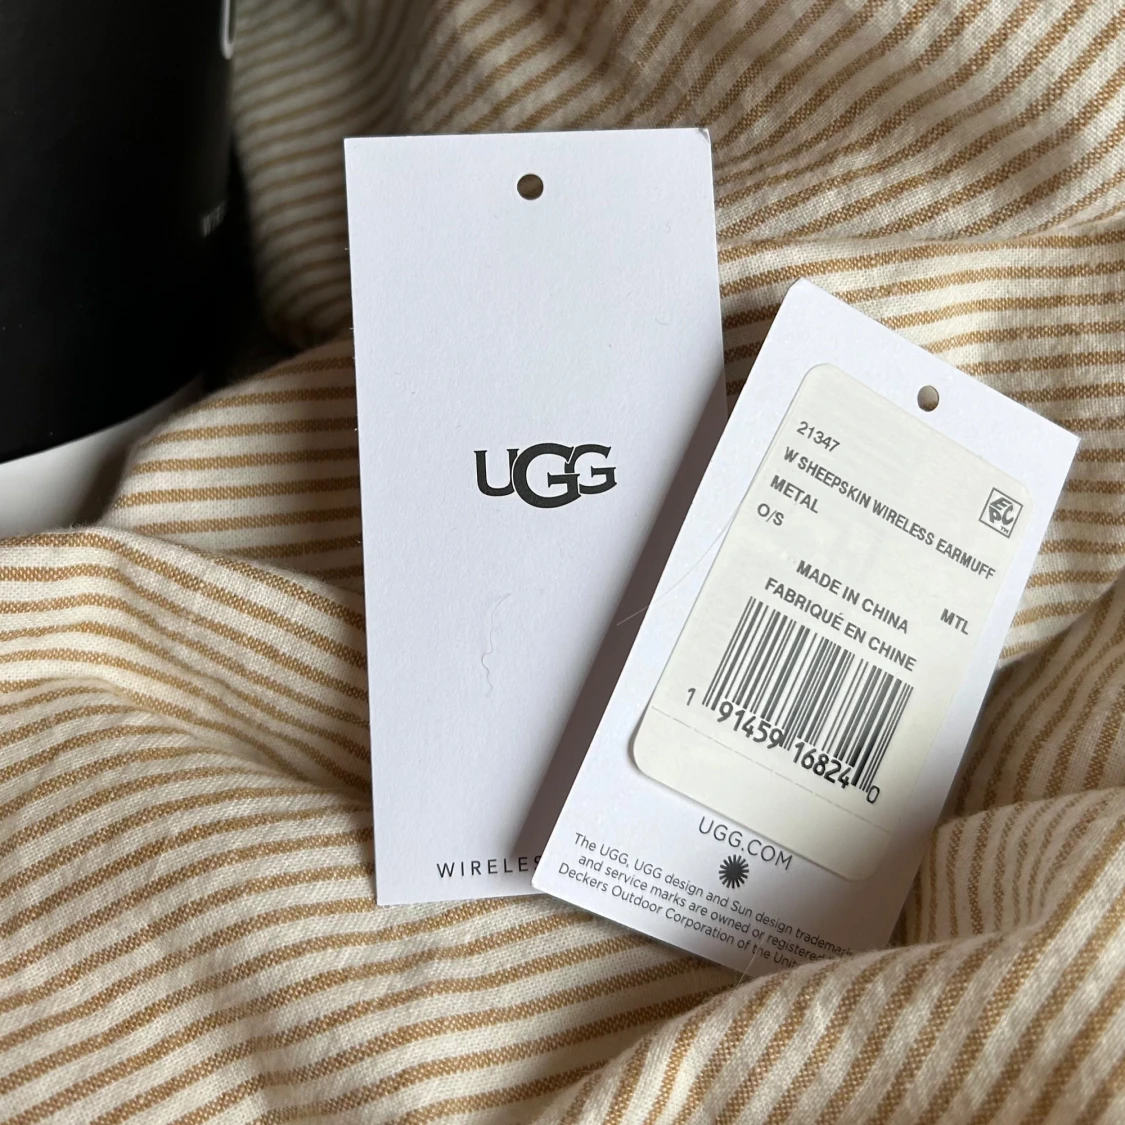 UGG
WIRELES
21347
W SHEEPSKIN WIRELESS EARMUFF
METAL
O/S
MTL
MADE IN CHINA
FABRIQUÉ EN CHINE
1 91459 16824 0
UGG.COM
The UGG, UGG design and Sun design trademark
and service marks are owned or registered
Deckers Outdoor Corporation of the Unit